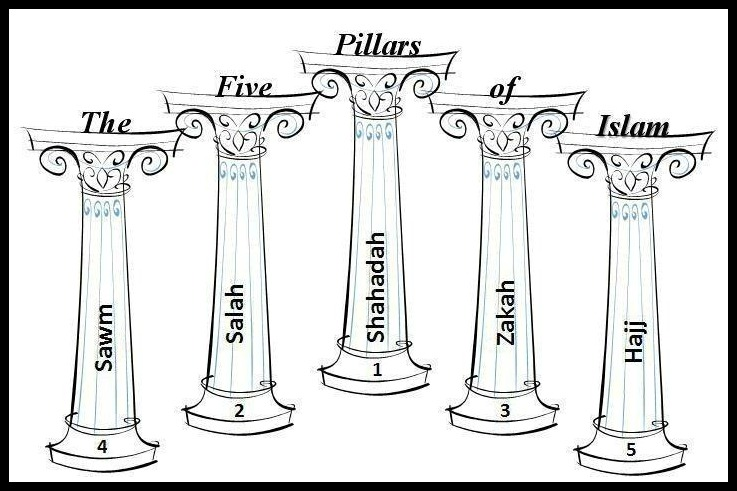 The Five Pillars of Islam
Sawm
Salah
Shahadah
Zakah
Hajj
4
2
1
3
5